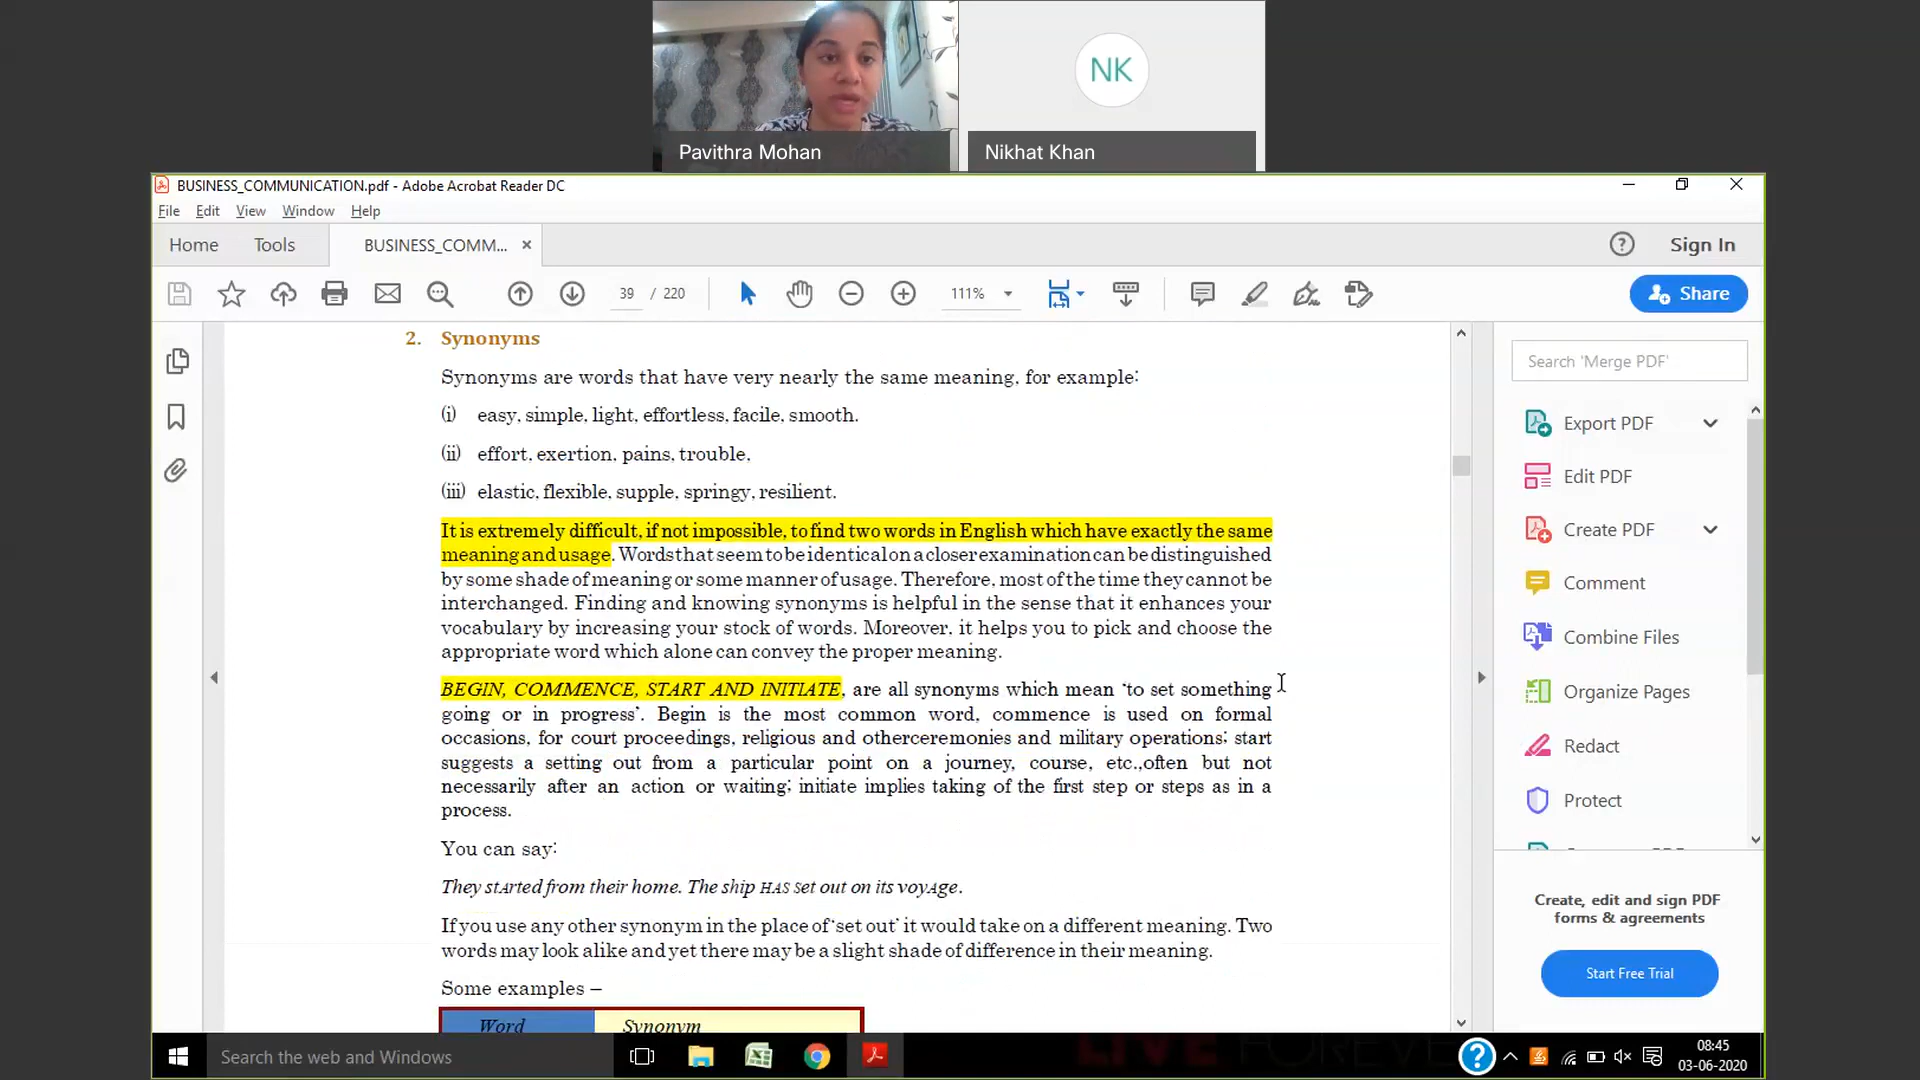 NK
Pavithra Mohan
Nikhat Khan
BUSINESS_COMMUNICATION.pdf - Adobe Acrobat Reader DC
File Edit View Window Help
Home Tools BUSINESS_COMM... × Sign In
39 / 220 111% Share
2. Synonyms
Synonyms are words that have very nearly the same meaning, for example:
(i) easy, simple, light, effortless, facile, smooth.
(ii) effort, exertion, pains, trouble,
(iii) elastic, flexible, supple, springy, resilient.
It is extremely difficult, if not impossible, to find two words in English which have exactly the same
meaning and usage. Words that seem to be identical on a closer examination can be distinguished
by some shade of meaning or some manner of usage. Therefore, most of the time they cannot be
interchanged. Finding and knowing synonyms is helpful in the sense that it enhances your
vocabulary by increasing your stock of words. Moreover, it helps you to pick and choose the
appropriate word which alone can convey the proper meaning.
BEGIN, COMMENCE, START AND INITIATE, are all synonyms which mean ‘to set something
going or in progress’. Begin is the most common word, commence is used on formal
occasions, for court proceedings, religious and otherceremonies and military operations; start
suggests a setting out from a particular point on a journey, course, etc.,often but not
necessarily after an action or waiting; initiate implies taking of the first step or steps as in a
process.
You can say:
They stArted from their home. The ship HAS set out on its voyAge.
If you use any other synonym in the place of ‘set out’ it would take on a different meaning. Two
words may look alike and yet there may be a slight shade of difference in their meaning.
Some examples –
Word Synonym
Search 'Merge PDF'
Export PDF
Edit PDF
Create PDF
Comment
Combine Files
Organize Pages
Redact
Protect
Create, edit and sign PDF
forms & agreements
Start Free Trial
Search the web and Windows
08:45
03-06-2020